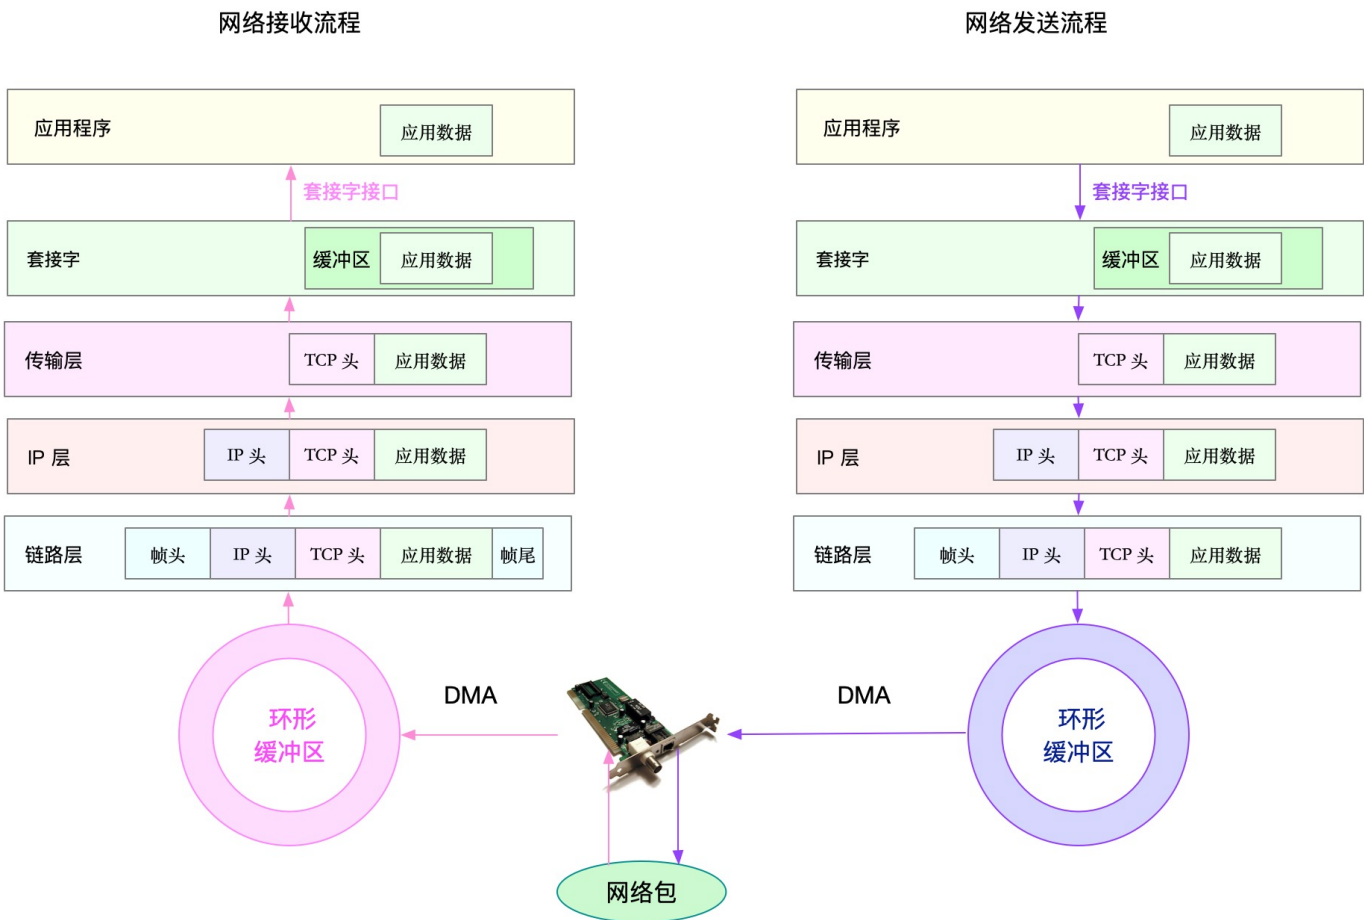 网络接收流程
网络发送流程
应用程序
应用数据
应用程序
应用数据
套接字接口
套接字接口
套接字
缓冲区
应用数据
套接字
缓冲区
应用数据
传输层
TCP 头
应用数据
传输层
TCP 头
应用数据
IP 层
IP 头
TCP 头
应用数据
IP 层
IP 头
TCP 头
应用数据
链路层
帧头
IP 头
TCP 头
应用数据
帧尾
链路层
帧头
IP 头
TCP 头
应用数据
环形
缓冲区
DMA
DMA
环形
缓冲区
网络包